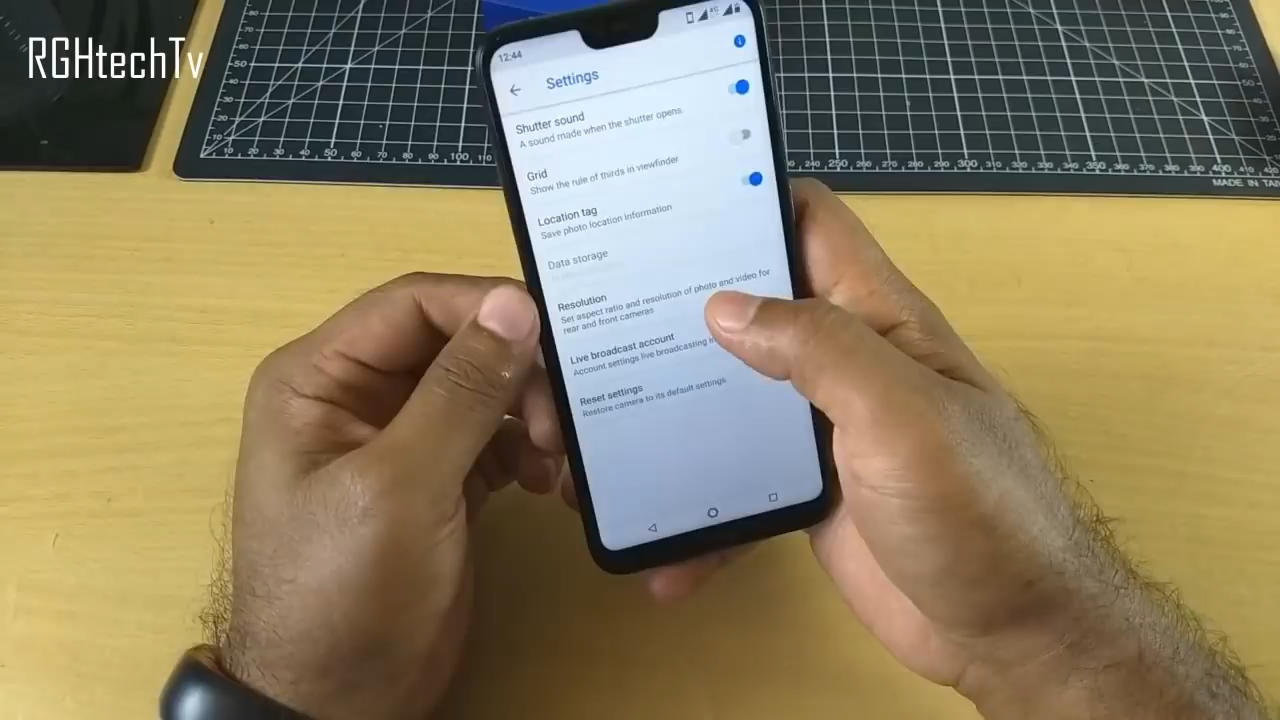 RGHtechTv
12:44
4G
Settings
Shutter sound
A sound made when the shutter opens.
Grid
Show the rule of thirds in viewfinder
Location tag
Save photo location information
Data storage
Resolution
Set aspect ratio and resolution of photo and video for
rear and front cameras
Live broadcast account
Account settings live broadcasting
Reset settings
Restore camera to its default settings
MADE IN